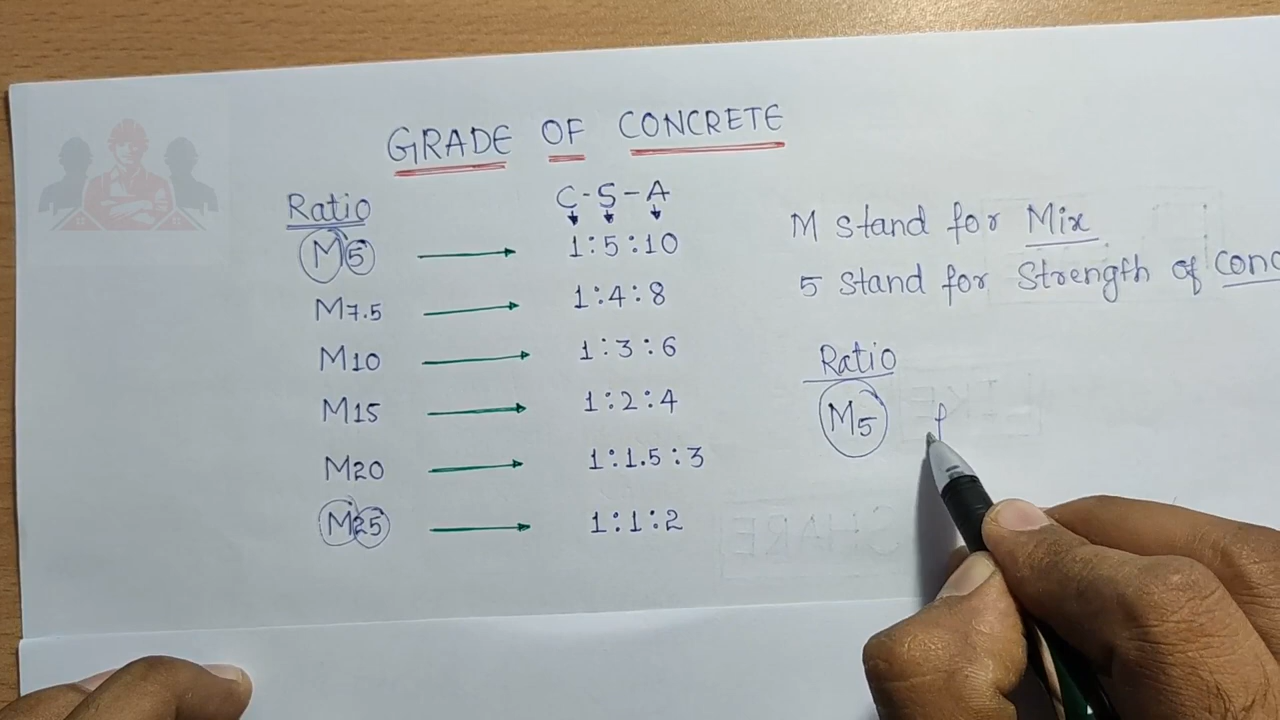 GRADE OF CONCRETE
Ratio
C-S-A
M5 → 1:5:10
M7.5 → 1:4:8
M10 → 1:3:6
M15 → 1:2:4
M20 → 1:1.5:3
M25 → 1:1:2
M stand for Mix
5 Stand for Strength of Conc
Ratio
M5